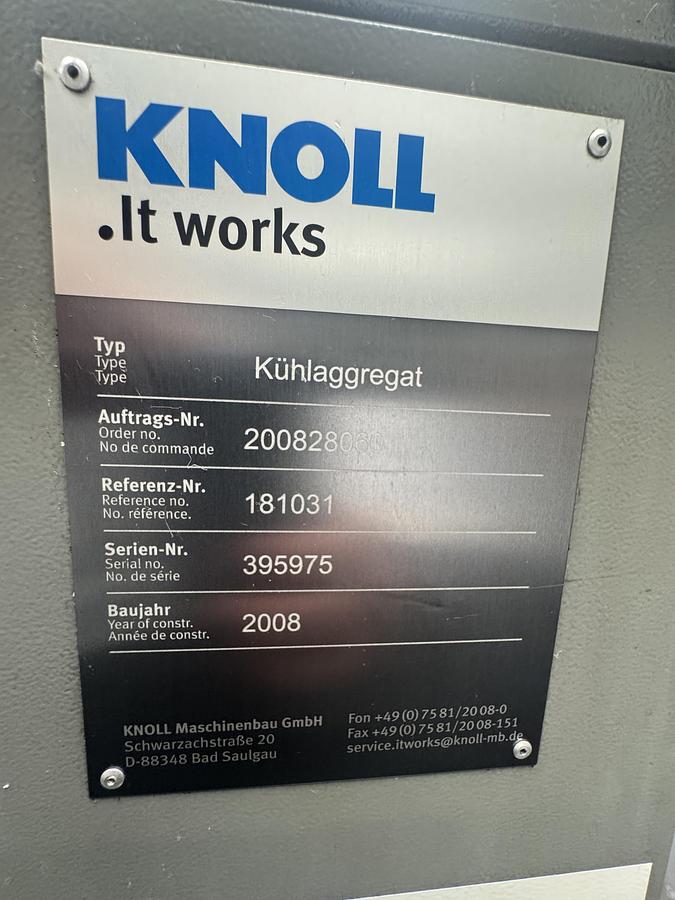 KNOLL
.It works
Typ
Type
Type
Kühlaggregat
Auftrags-Nr.
Order no.
No de commande
Referenz-Nr.
Reference no.
No. référence.
181031
Serien-Nr.
Serial no.
No. de série
395975
Baujahr
Year of constr.
Année de constr.
2008
KNOLL Maschinenbau GmbH
Schwarzachstraße 20
D-88348 Bad Saulgau
Fon +49 (0) 75 81/20 08-0
Fax +49 (0) 75 81/20 08-151
service.itworks@knoll-mb.de